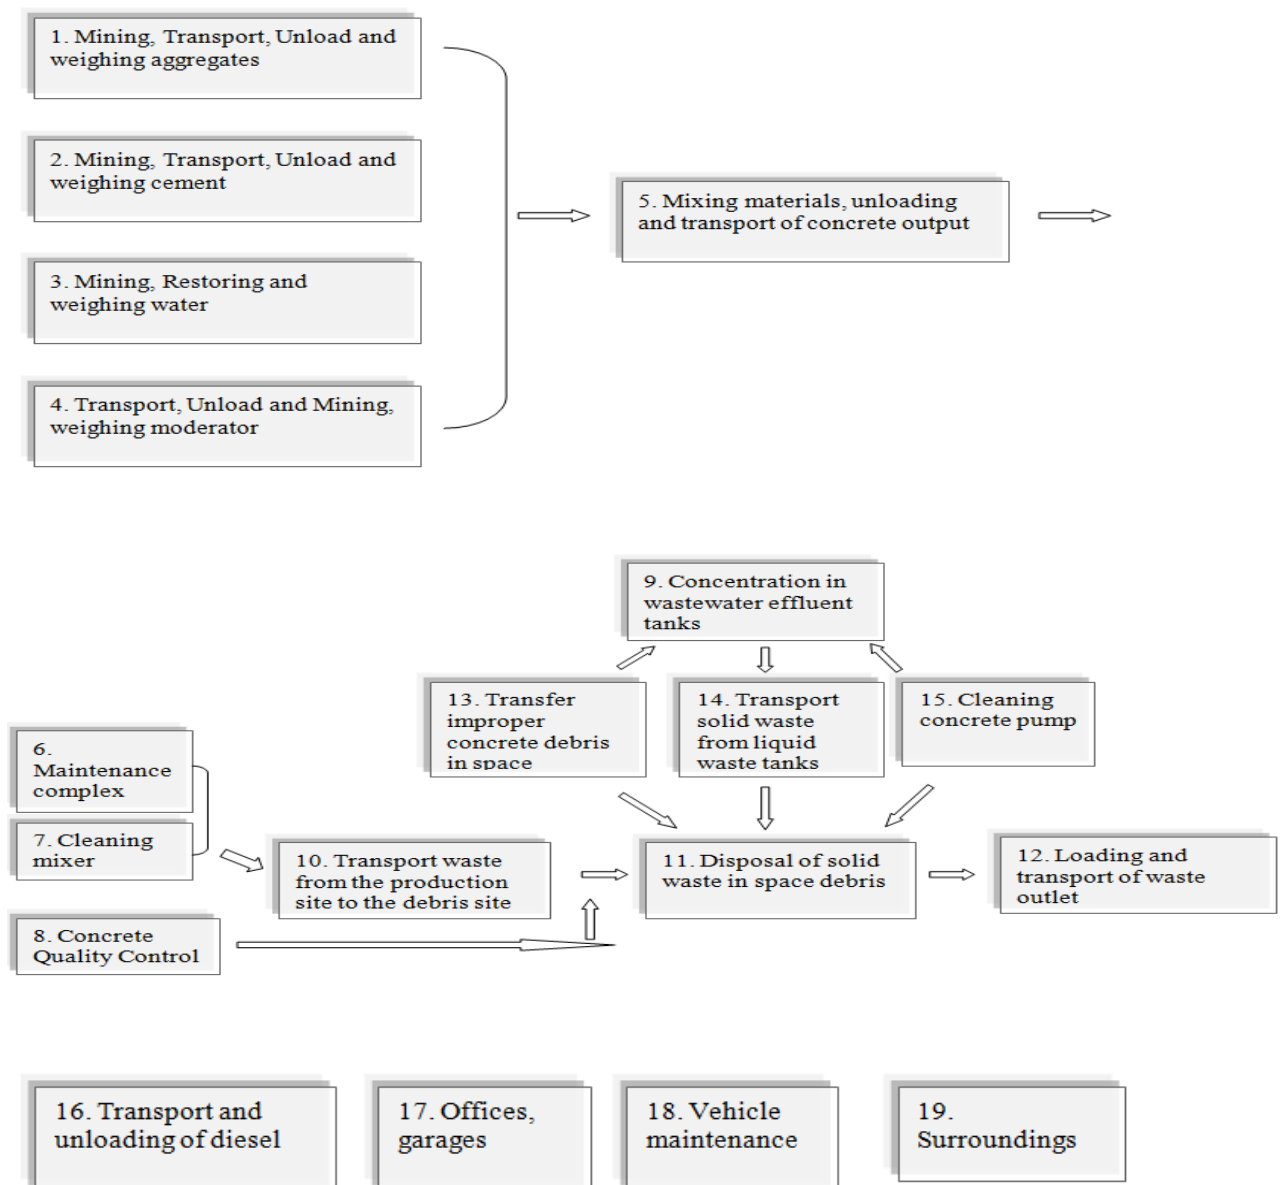 1. Mining, Transport, Unload and
weighing aggregates
2. Mining, Transport, Unload and
weighing cement
3. Mining, Restoring and
weighing water
4. Transport, Unload and Mining,
weighing moderator
5. Mixing materials, unloading
and transport of concrete output
9. Concentration in
wastewater effluent
tanks
13. Transfer
improper
concrete debris
in space
14. Transport
solid waste
from liquid
waste tanks
15. Cleaning
concrete pump
6.
Maintenance
complex
7. Cleaning
mixer
8. Concrete
Quality Control
10. Transport waste
from the production
site to the debris site
11. Disposal of solid
waste in space debris
12. Loading and
transport of waste
outlet
16. Transport and
unloading of diesel
17. Offices,
garages
18. Vehicle
maintenance
19.
Surroundings